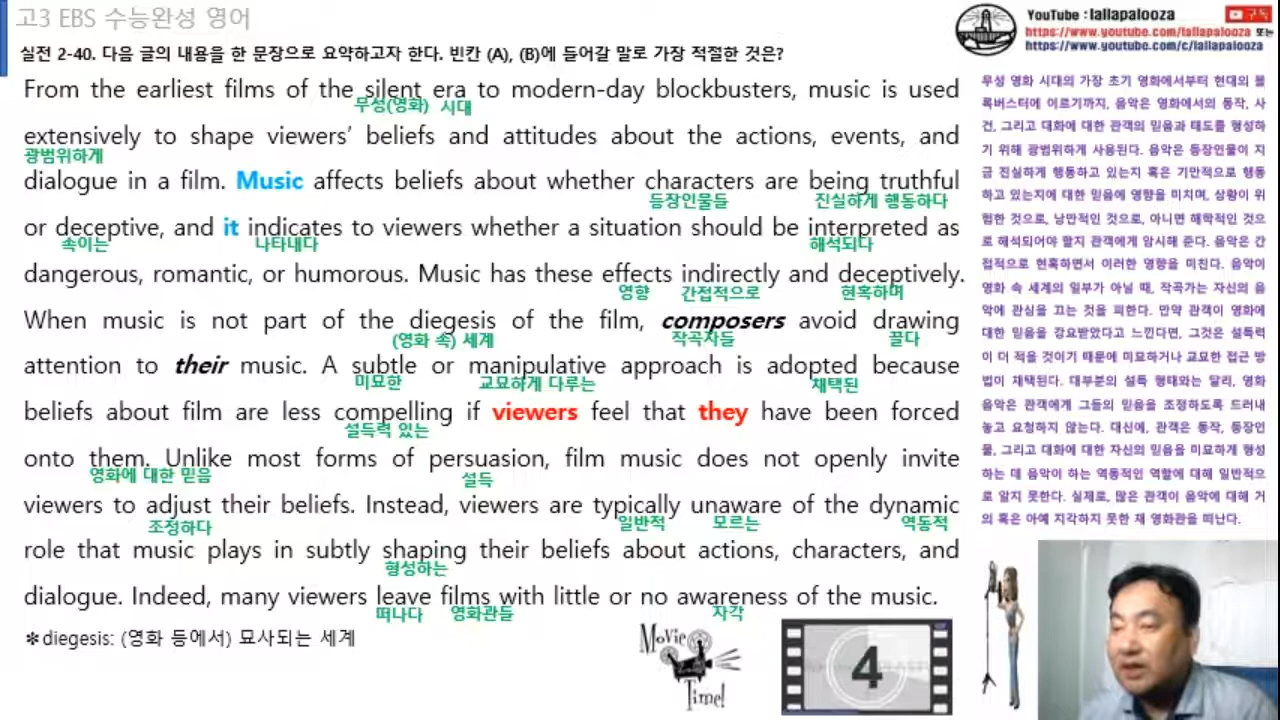 고3 EBS 수능완성 영어
실전 2-40. 다음 글의 내용을 한 문장으로 요약하고자 한다. 빈칸 (A), (B)에 들어갈 말로 가장 적절한 것은?
From the earliest films of the silent era to modern-day blockbusters, music is used
무성(영화) 시대
extensively to shape viewers’ beliefs and attitudes about the actions, events, and
광범위하게
dialogue in a film. Music affects beliefs about whether characters are being truthful
등장인물들 진실하게 행동하다
or deceptive, and it indicates to viewers whether a situation should be interpreted as
속이는 나타내다 해석되다
dangerous, romantic, or humorous. Music has these effects indirectly and deceptively.
영향 간접적으로 현혹하며
When music is not part of the diegesis of the film, composers avoid drawing
(영화 속) 세계 작곡자들 끌다
attention to their music. A subtle or manipulative approach is adopted because
미묘한 교묘하게 다루는 채택된
beliefs about film are less compelling if viewers feel that they have been forced
설득력 있는
onto them. Unlike most forms of persuasion, film music does not openly invite
영화에 대한 믿음 설득
viewers to adjust their beliefs. Instead, viewers are typically unaware of the dynamic
조정하다 일반적 모르는 역동적
role that music plays in subtly shaping their beliefs about actions, characters, and
형성하는
dialogue. Indeed, many viewers leave films with little or no awareness of the music.
떠나다 영화관들 자각
✻diegesis: (영화 등에서) 묘사되는 세계
Movie
Time!
4
YouTube : lallapalooza
구독
https://www.youtube.com/lallapalooza 또는
https://www.youtube.com/c/lallapalooza
무성 영화 시대의 가장 초기 영화에서부터 현대의 블
록버스터에 이르기까지, 음악은 영화에서의 동작, 사
건, 그리고 대화에 대한 관객의 믿음과 태도를 형성하
기 위해 광범위하게 사용된다. 음악은 등장인물이 지
금 진실하게 행동하고 있는지 혹은 기만적으로 행동
하고 있는지에 대한 믿음에 영향을 미치며, 상황이 위
험한 것으로, 낭만적인 것으로, 아니면 해학적인 것으
로 해석되어야 할지 관객에게 암시해 준다. 음악은 간
접적으로 현혹하면서 이러한 영향을 미친다. 음악이
영화 속 세계의 일부가 아닐 때, 작곡가는 자신의 음
악에 관심을 끄는 것을 피한다. 만약 관객이 영화에
대한 믿음을 강요받았다고 느낀다면, 그것은 설득력
이 더 적을 것이기 때문에 미묘하거나 교묘한 접근 방
법이 채택된다. 대부분의 설득 형태와는 달리, 영화
음악은 관객에게 그들의 믿음을 조정하도록 드러내
놓고 요청하지 않는다. 대신에, 관객은 동작, 등장인
물, 그리고 대화에 대한 자신의 믿음을 미묘하게 형성
하는 데 음악이 하는 역동적인 역할에 대해 일반적으
로 알지 못한다. 실제로, 많은 관객이 음악에 대해 거
의 혹은 아예 지각하지 못한 채 영화관을 떠난다.